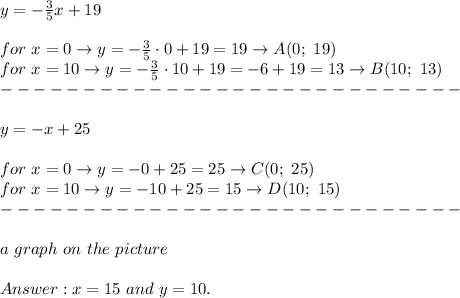 y = −3/5x + 19
for x = 0 → y = −3/5 · 0 + 19 = 19 → A(0; 19)
for x = 10 → y = −3/5 · 10 + 19 = −6 + 19 = 13 → B(10; 13)
− − − − − − − − − − − − − − − − − − − − − − − − − − − −
y = −x + 25
for x = 0 → y = −0 + 25 = 25 → C(0; 25)
for x = 10 → y = −10 + 25 = 15 → D(10; 15)
− − − − − − − − − − − − − − − − − − − − − − − − − − − −
a graph on the picture
Answer : x = 15 and y = 10.